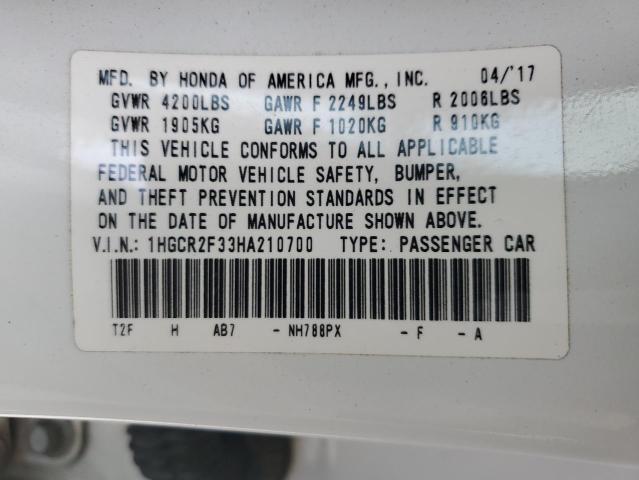 MFD. BY HONDA OF AMERICA MFG., INC. 04/'17
GVWR 4200LBS GAWR F 2249LBS R 2006LBS
GVWR 1905KG GAWR F 1020KG R 910KG
THIS VEHICLE CONFORMS TO ALL APPLICABLE
FEDERAL MOTOR VEHICLE SAFETY, BUMPER,
AND THEFT PREVENTION STANDARDS IN EFFECT
ON THE DATE OF MANUFACTURE SHOWN ABOVE.
V.I.N.: 1HGCR2F33HA210700 TYPE: PASSENGER CAR
T2F H AB7 - NH788PX - F - A